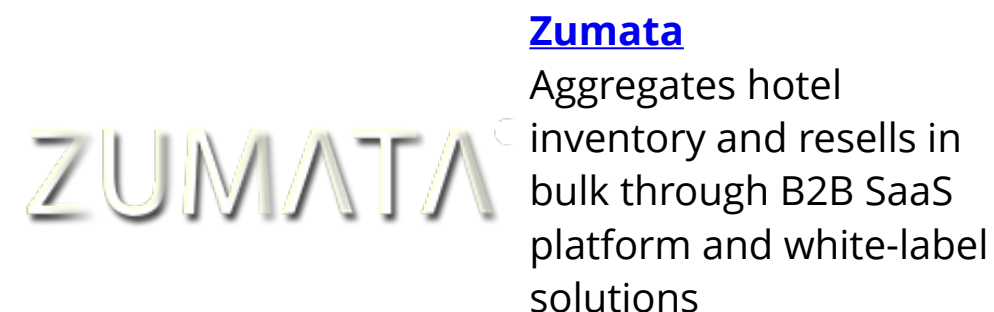 ZUMATA
Zumata
Aggregates hotel
inventory and resells in
bulk through B2B SaaS
platform and white-label
solutions